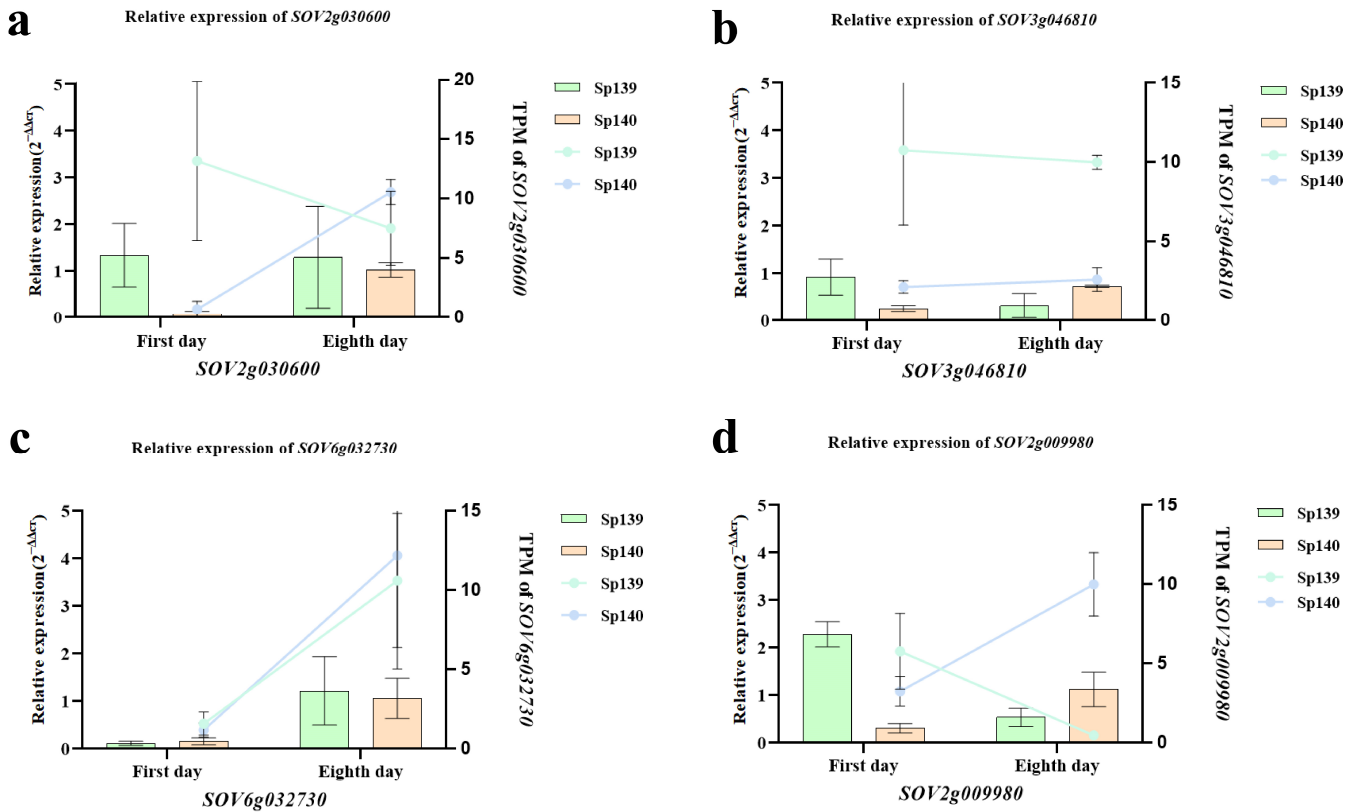 a
Relative expression of SOV2g030600
Relative expression(2−ΔΔCT)
5
4
3
2
1
0
20
15
10
5
0
TPM of SOV2g030600
Sp139
Sp140
Sp139
Sp140
First day
Eighth day
SOV2g030600
b
Relative expression of SOV3g046810
Relative expression(2−ΔΔCT)
5
4
3
2
1
0
15
10
5
0
TPM of SOV3g046810
Sp139
Sp140
Sp139
Sp140
First day
Eighth day
SOV3g046810
c
Relative expression of SOV6g032730
Relative expression(2−ΔΔCT)
5
4
3
2
1
0
15
10
5
0
TPM of SOV6g032730
Sp139
Sp140
Sp139
Sp140
First day
Eighth day
SOV6g032730
d
Relative expression of SOV2g009980
Relative expression(2−ΔΔCT)
5
4
3
2
1
0
15
10
5
0
TPM of SOV2g009980
Sp139
Sp140
Sp139
Sp140
First day
Eighth day
SOV2g009980